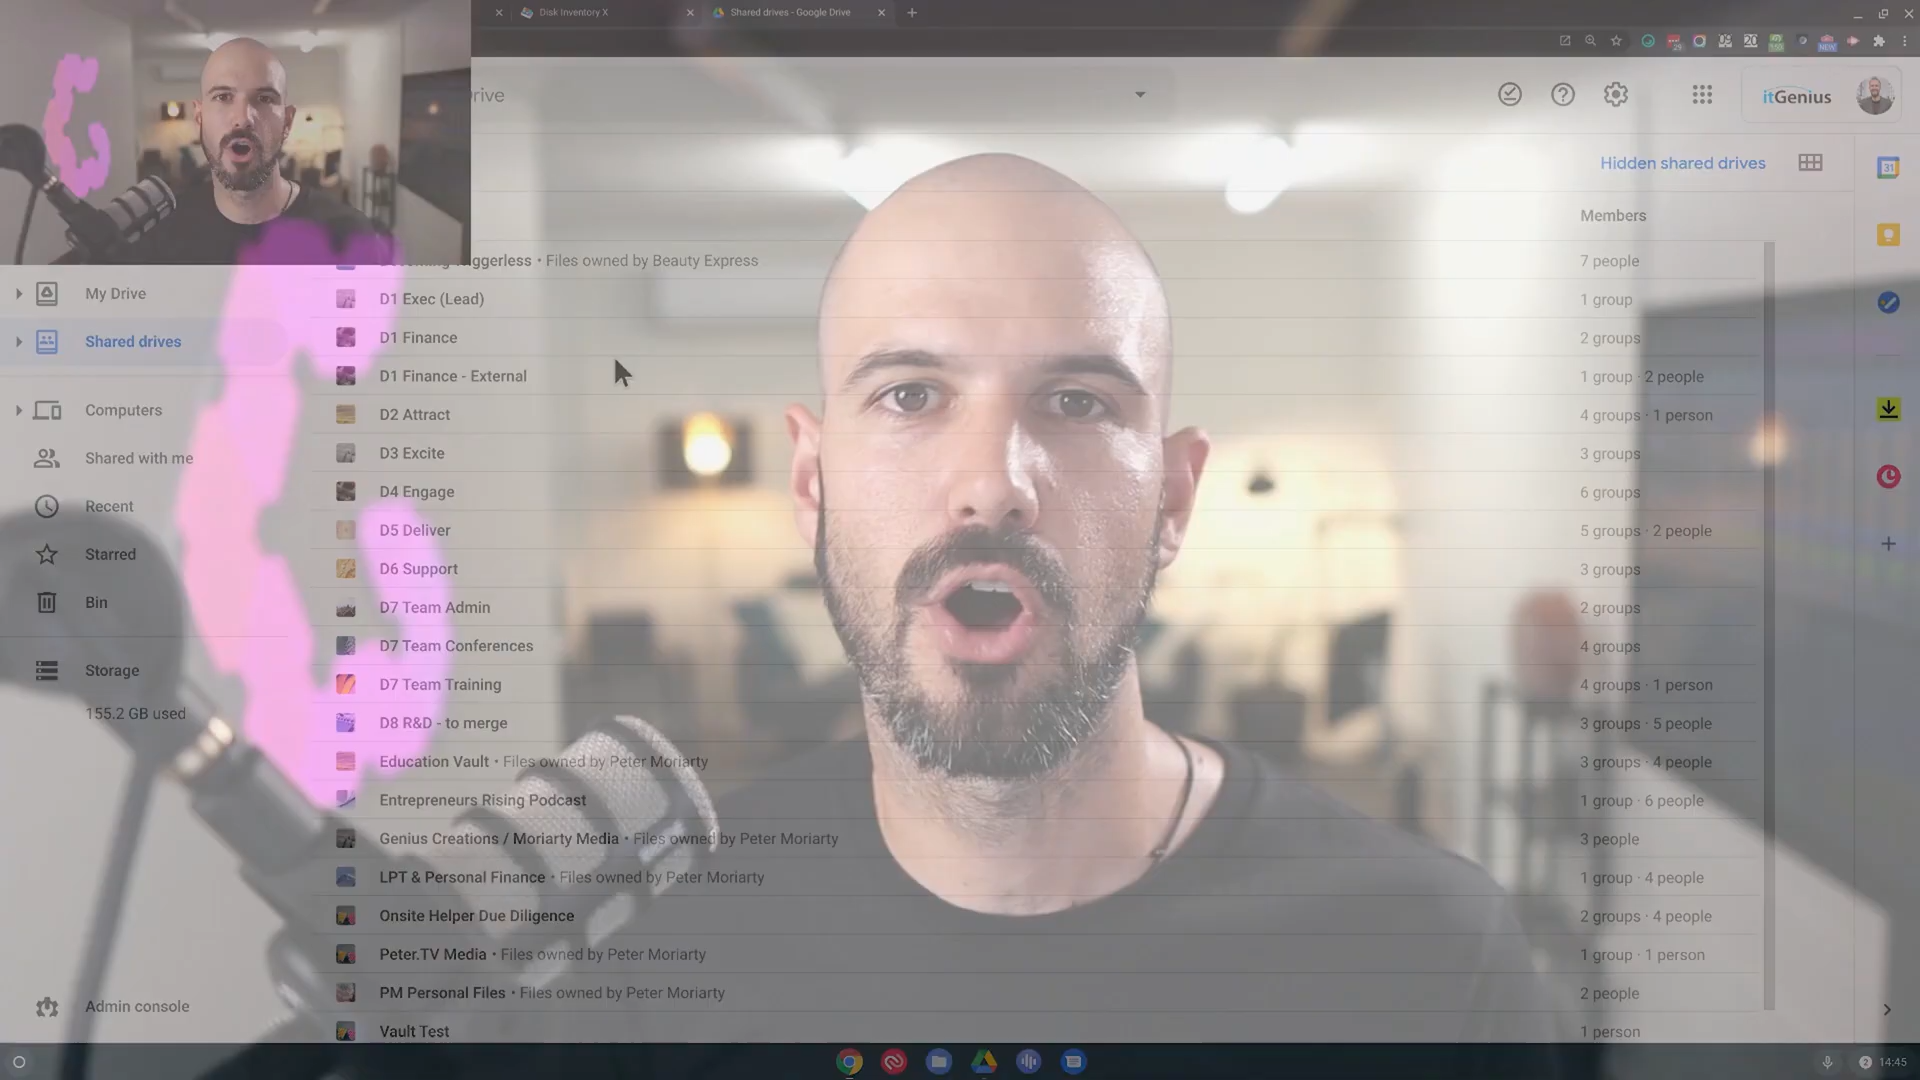 Disk Inventory X
Shared drives - Google Drive
rive
itGenius
Hidden shared drives
31
Members
ggerless • Files owned by Beauty Express
7 people
My Drive
D1 Exec (Lead)
1 group
Shared drives
D1 Finance
2 groups
D1 Finance - External
1 group · 2 people
Computers
D2 Attract
4 groups · 1 person
Shared with me
D3 Excite
3 groups
D4 Engage
6 groups
Recent
D5 Deliver
5 groups · 2 people
Starred
D6 Support
3 groups
Bin
D7 Team Admin
2 groups
D7 Team Conferences
4 groups
Storage
D7 Team Training
4 groups · 1 person
155.2 GB used
D8 R&D - to merge
3 groups · 5 people
Education Vault • Files owned by Peter Moriarty
3 groups · 4 people
Entrepreneurs Rising Podcast
1 group · 6 people
Genius Creations / Moriarty Media • Files owned by Peter Moriarty
3 people
LPT & Personal Finance • Files owned by Peter Moriarty
1 group · 4 people
Onsite Helper Due Diligence
2 groups · 4 people
Peter.TV Media • Files owned by Peter Moriarty
1 group · 1 person
PM Personal Files • Files owned by Peter Moriarty
2 people
Admin console
Vault Test
1 person
2
14:45